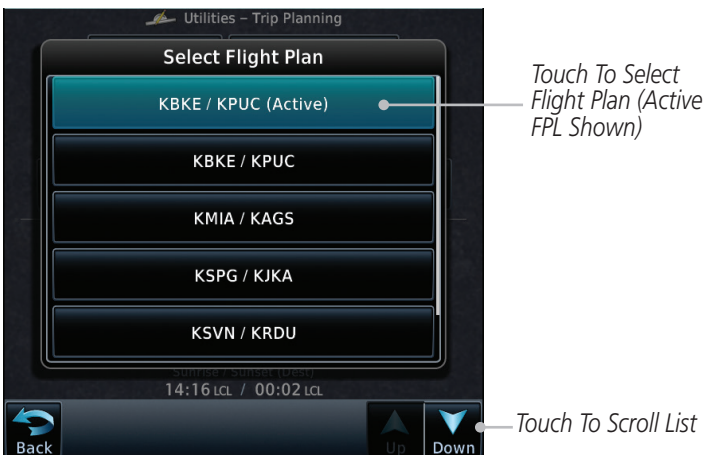 Utilities – Trip Planning
Select Flight Plan
KBKE / KPUC (Active)
Touch To Select
Flight Plan (Active
FPL Shown)
KBKE / KPUC
KMIA / KAGS
KSPG / KJKA
KSVN / KRDU
Sunrise / Sunset (Dest)
14:16 LCL / 00:02 LCL
Back
Up
Down
Touch To Scroll List